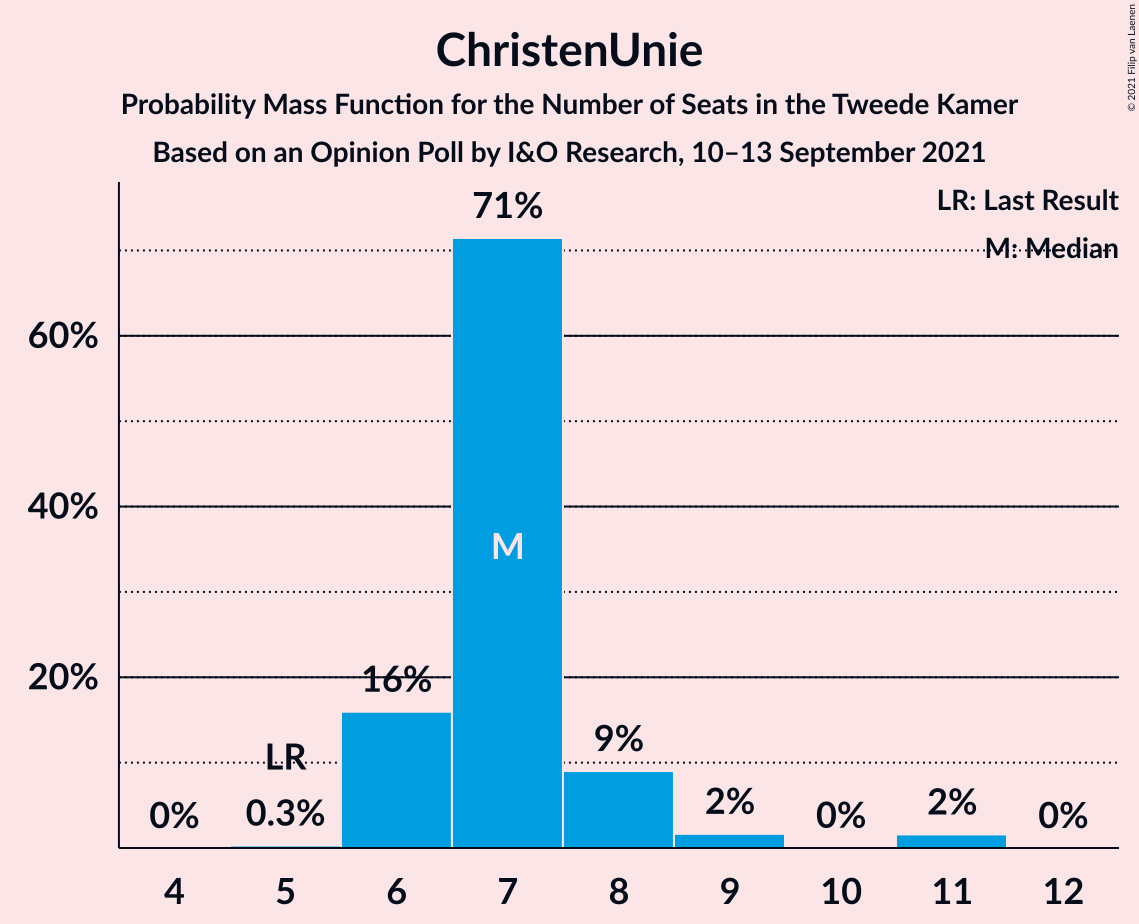 ChristenUnie
Probability Mass Function for the Number of Seats in the Tweede Kamer
Based on an Opinion Poll by I&O Research, 10–13 September 2021
© 2021 Filip van Laenen
LR: Last Result
M: Median
71%
60%
40%
M
20%
16%
9%
LR
0%
0.3%
2%
0%
2%
0%
4 5 6 7 8 9 10 11 12